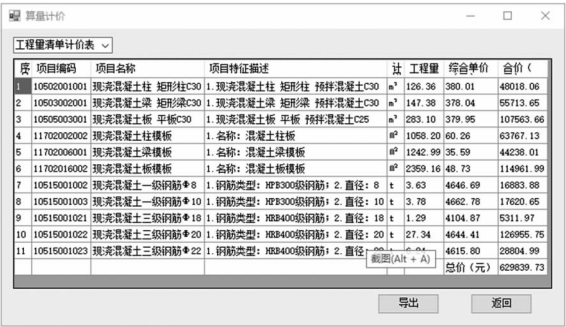 算量计价
工程量清单计价表
序 项目编码 项目名称 项目特征描述 计 工程量 综合单价 合价(
1 10502001001 现浇混凝土柱 矩形柱C30 1.现浇混凝土柱 矩形柱 预拌混凝土C30 m³ 126.36 380.01 48018.06
2 10503002001 现浇混凝土梁 矩形梁C30 1.现浇混凝土梁 矩形梁 预拌混凝土C30 m³ 147.38 378.04 55713.65
3 10505003001 现浇混凝土板 平板C30 1.现浇混凝土板 平板 预拌混凝土C25 m³ 283.10 379.95 107563.66
4 11702002002 现浇混凝土柱模板 1.名称：混凝土柱板 m² 1058.20 60.26 63767.13
5 11702006001 现浇混凝土梁模板 1.名称：混凝土梁模板 m² 1242.99 35.59 44238.01
6 11702016002 现浇混凝土板模板 1.名称：混凝土板模板 m² 2359.16 48.73 114961.99
7 10515001002 现浇混凝土一级钢筋Φ8 1.钢筋类型：HPB300级钢筋；2.直径：8 t 3.63 4646.69 16883.88
8 10515001003 现浇混凝土一级钢筋Φ10 1.钢筋类型：HPB300级钢筋；2.直径：10 t 3.78 4662.78 17620.65
9 10515001021 现浇混凝土三级钢筋Φ18 1.钢筋类型：HRB400级钢筋；2.直径：18 t 1.29 4104.87 5311.97
10 10515001022 现浇混凝土三级钢筋Φ20 1.钢筋类型：HRB400级钢筋；2.直径：20 t 27.34 4644.41 126955.75
11 10515001023 现浇混凝土三级钢筋Φ22 1.钢筋类型：HRB400级钢筋；2.直径： t 4615.80 28804.99
截图(Alt + A)
总价（元） 629839.73
导出 返回